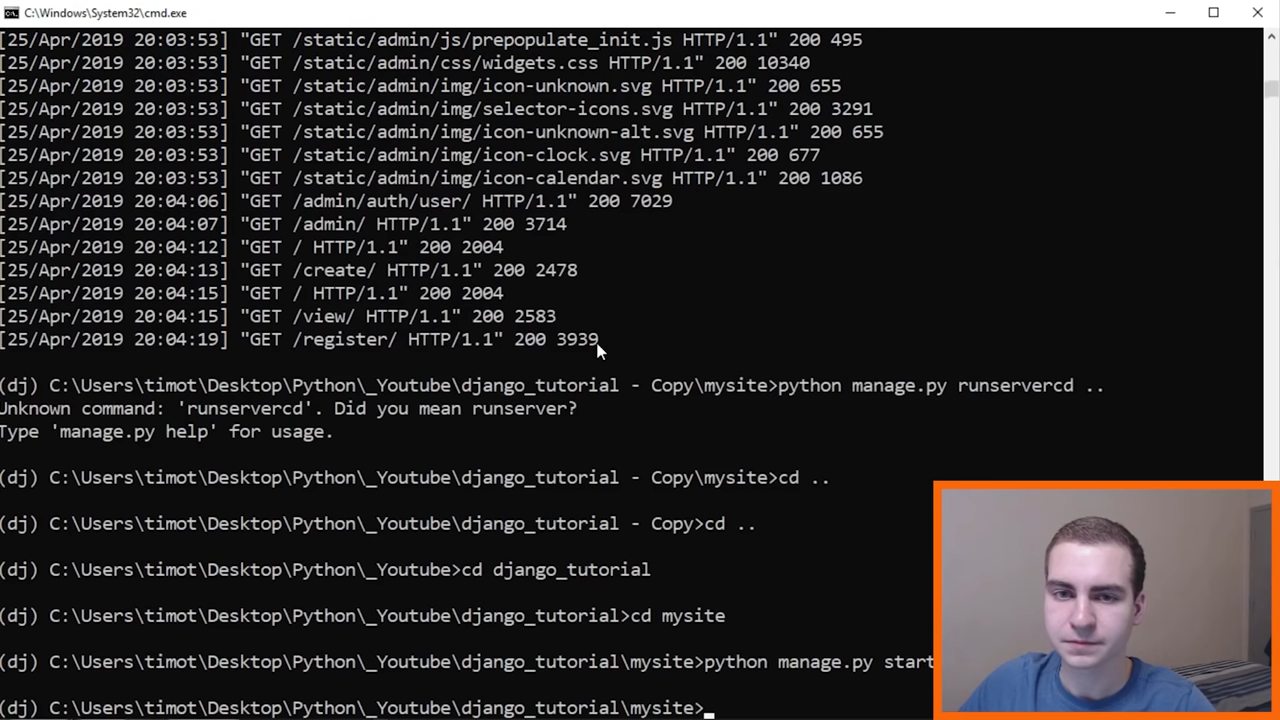 C:\Windows\System32\cmd.exe
[25/Apr/2019 20:03:53] "GET /static/admin/js/prepopulate_init.js HTTP/1.1" 200 495
[25/Apr/2019 20:03:53] "GET /static/admin/css/widgets.css HTTP/1.1" 200 10340
[25/Apr/2019 20:03:53] "GET /static/admin/img/icon-unknown.svg HTTP/1.1" 200 655
[25/Apr/2019 20:03:53] "GET /static/admin/img/selector-icons.svg HTTP/1.1" 200 3291
[25/Apr/2019 20:03:53] "GET /static/admin/img/icon-unknown-alt.svg HTTP/1.1" 200 655
[25/Apr/2019 20:03:53] "GET /static/admin/img/icon-clock.svg HTTP/1.1" 200 677
[25/Apr/2019 20:03:53] "GET /static/admin/img/icon-calendar.svg HTTP/1.1" 200 1086
[25/Apr/2019 20:04:06] "GET /admin/auth/user/ HTTP/1.1" 200 7029
[25/Apr/2019 20:04:07] "GET /admin/ HTTP/1.1" 200 3714
[25/Apr/2019 20:04:12] "GET / HTTP/1.1" 200 2004
[25/Apr/2019 20:04:13] "GET /create/ HTTP/1.1" 200 2478
[25/Apr/2019 20:04:15] "GET / HTTP/1.1" 200 2004
[25/Apr/2019 20:04:15] "GET /view/ HTTP/1.1" 200 2583
[25/Apr/2019 20:04:19] "GET /register/ HTTP/1.1" 200 3939
(dj) C:\Users\timot\Desktop\Python\_Youtube\django_tutorial - Copy\mysite>python manage.py runservercd ..
Unknown command: 'runservercd'. Did you mean runserver?
Type 'manage.py help' for usage.
(dj) C:\Users\timot\Desktop\Python\_Youtube\django_tutorial - Copy\mysite>cd ..
(dj) C:\Users\timot\Desktop\Python\_Youtube\django_tutorial - Copy>cd ..
(dj) C:\Users\timot\Desktop\Python\_Youtube>cd django_tutorial
(dj) C:\Users\timot\Desktop\Python\_Youtube\django_tutorial>cd mysite
(dj) C:\Users\timot\Desktop\Python\_Youtube\django_tutorial\mysite>python manage.py start
(dj) C:\Users\timot\Desktop\Python\_Youtube\django_tutorial\mysite>